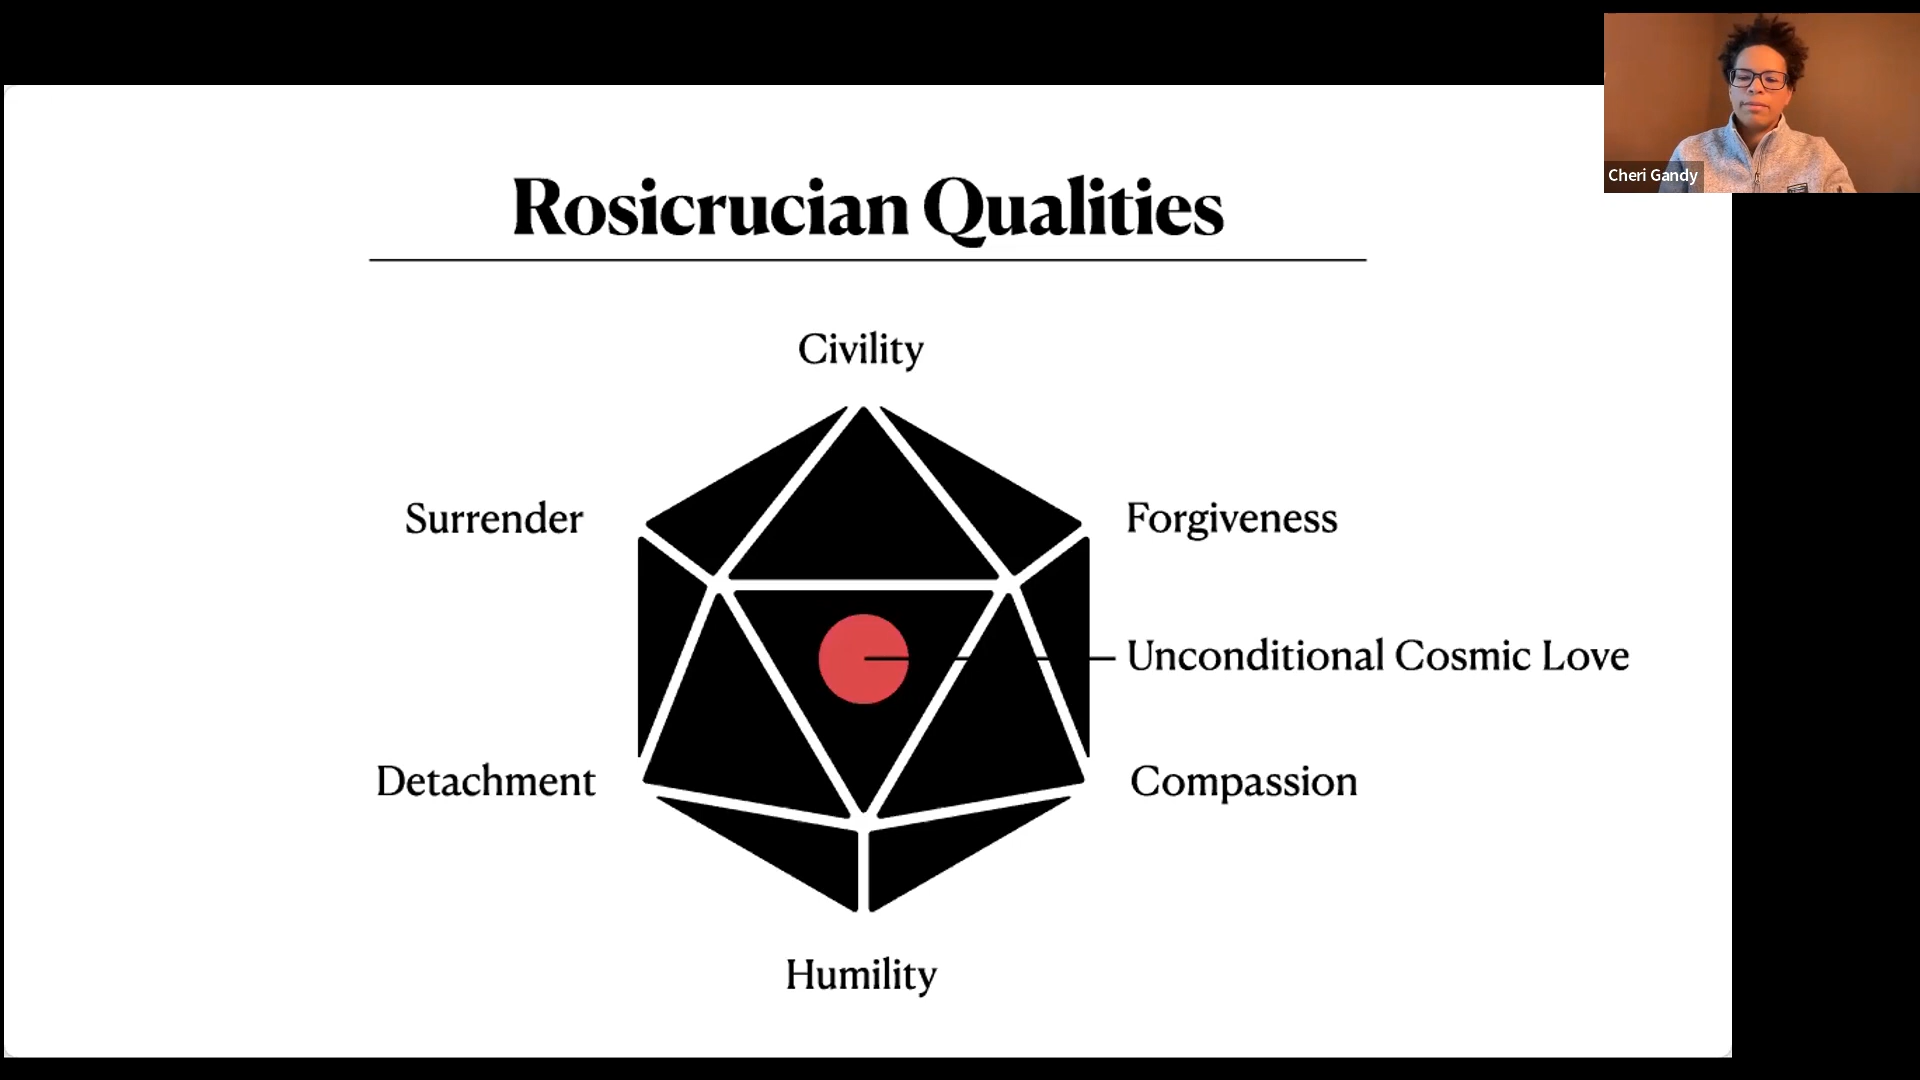 Cheri Gandy
Rosicrucian Qualities
Civility
Surrender
Forgiveness
Unconditional Cosmic Love
Detachment
Compassion
Humility